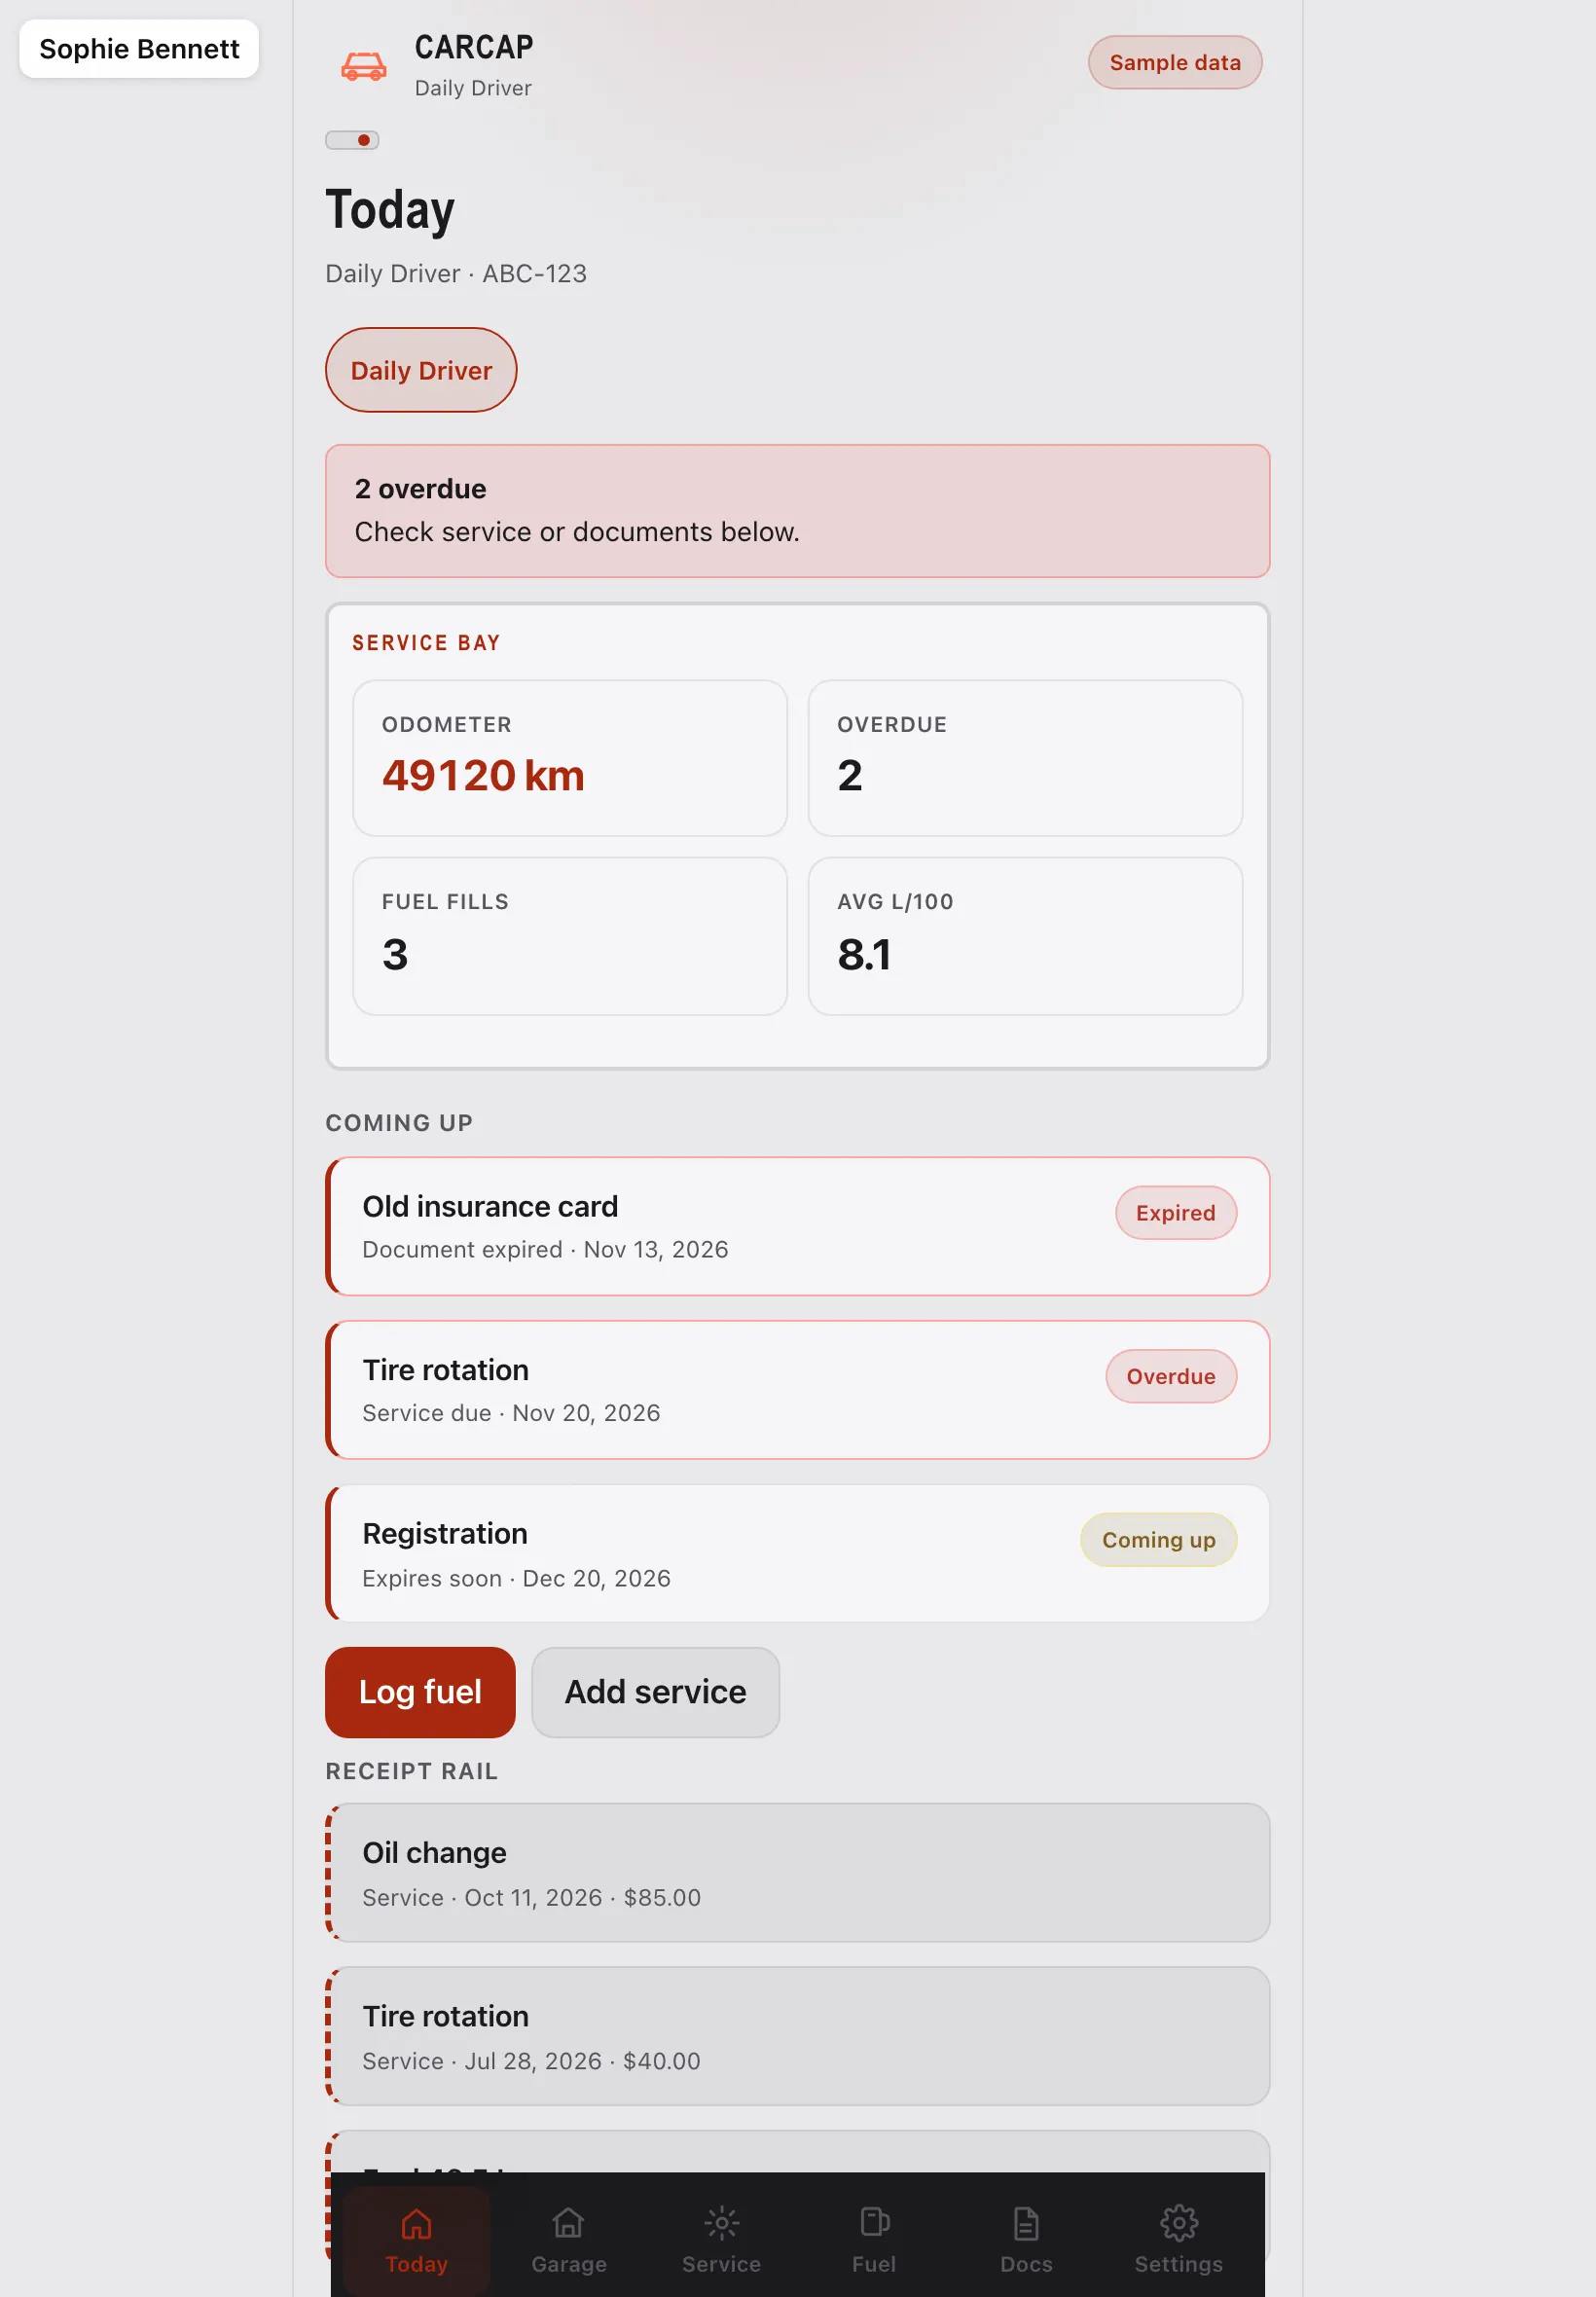 Sophie Bennett
CARCAP
Daily Driver
Sample data
Today
Daily Driver · ABC-123
Daily Driver
2 overdue
Check service or documents below.
SERVICE BAY
ODOMETER
49120 km
OVERDUE
2
FUEL FILLS
3
AVG L/100
8.1
COMING UP
Old insurance card
Document expired · Nov 13, 2026
Expired
Tire rotation
Service due · Nov 20, 2026
Overdue
Registration
Expires soon · Dec 20, 2026
Coming up
Log fuel
Add service
RECEIPT RAIL
Oil change
Service · Oct 11, 2026 · $85.00
Tire rotation
Service · Jul 28, 2026 · $40.00
Today
Garage
Service
Fuel
Docs
Settings